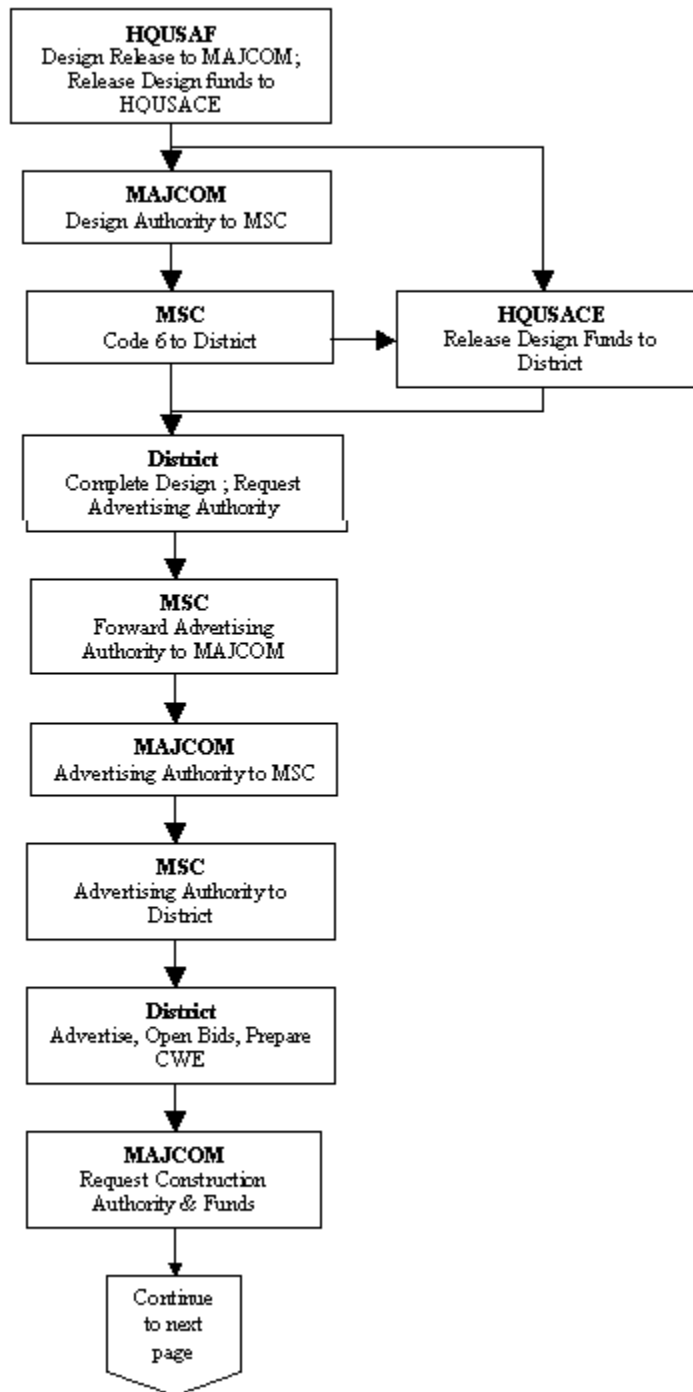 HQUSAF
Design Release to MAJCOM;
Release Design funds to
HQUSACE
MAJCOM
Design Authority to MSC
MSC
Code 6 to District
HQUSACE
Release Design Funds to
District
District
Complete Design ; Request
Advertising Authority
MSC
Forward Advertising
Authority to MAJCOM
MAJCOM
Advertising Authority to MSC
MSC
Advertising Authority to
District
District
Advertise, Open Bids, Prepare
CWE
MAJCOM
Request Construction
Authority & Funds
Continue
to next
page